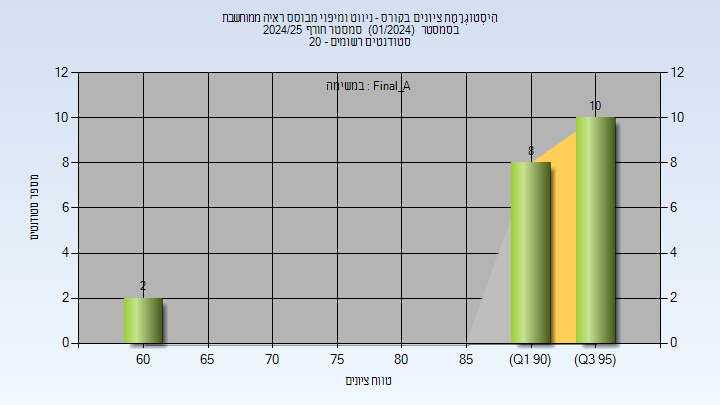 היסטוגרמת ציונים בקורס - ניווט ומיפוי מבוסס ראיה ממוחשבת
בסמסטר (01/2024) סמסטר חורף 2024/25
סטודנטים רשומים - 20
במשימה : Final_A
12 12
10 10 10
8 8 8
6 6
4 4
2 2 2
0 0
60 65 70 75 80 85 (Q1 90) (Q3 95)
מספר סטודנטים
טווח ציונים